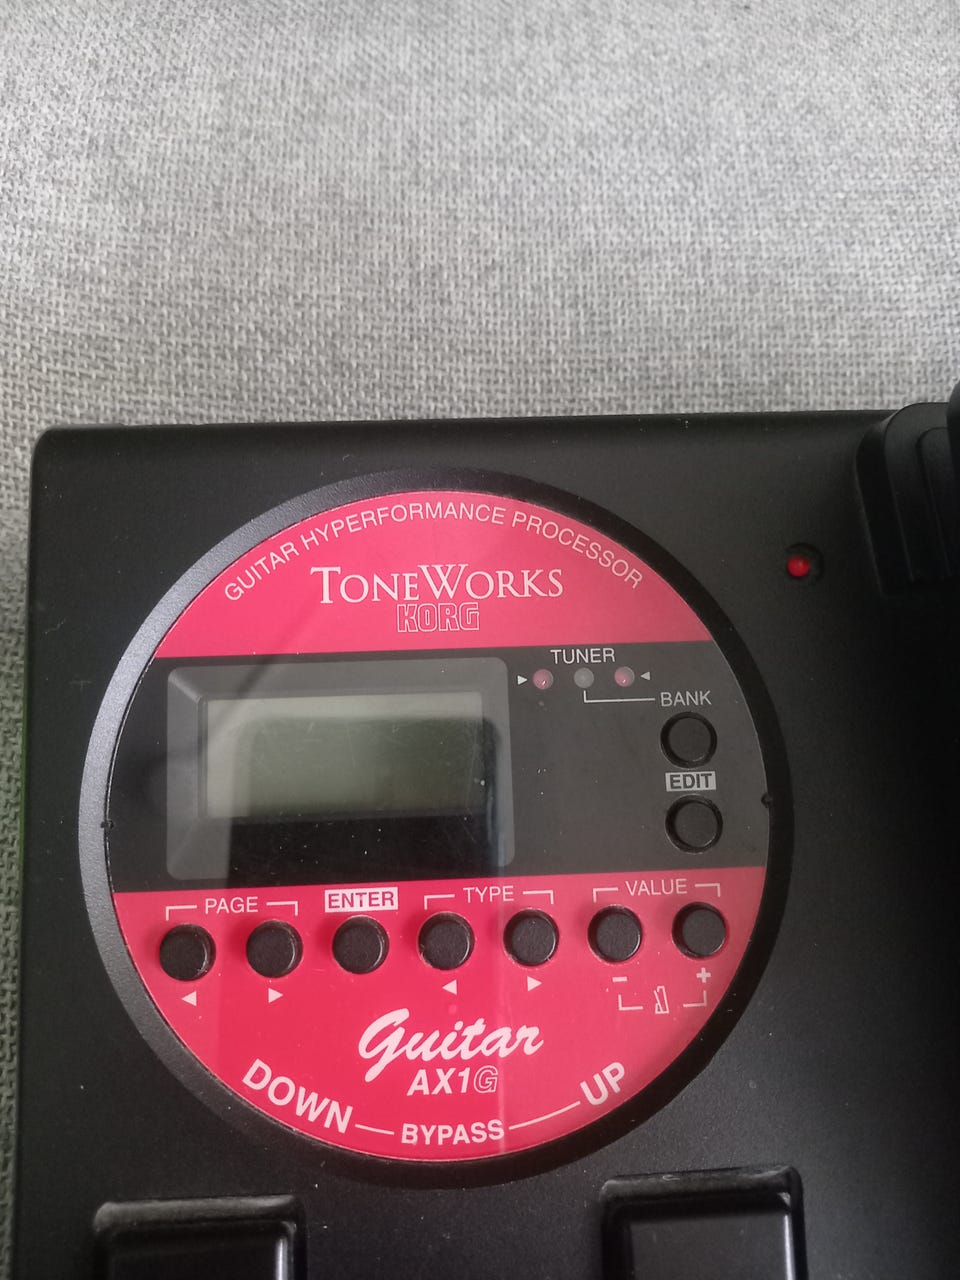 GUITAR HYPERFORMANCE PROCESSOR
TONEWORKS
KORG
TUNER
BANK
EDIT
PAGE
ENTER
TYPE
VALUE
- +
Guitar
AX1G
DOWN — BYPASS — UP